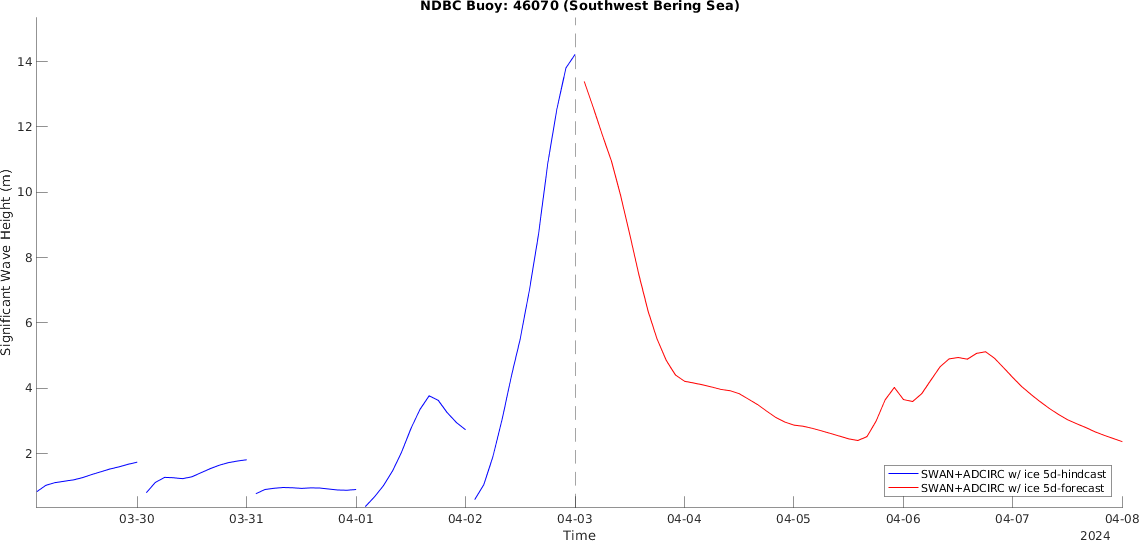 NDBC Buoy: 46070 (Southwest Bering Sea)
Significant Wave Height (m)
14
12
10
8
6
4
2
SWAN+ADCIRC w/ ice 5d-hindcast
SWAN+ADCIRC w/ ice 5d-forecast
03-30 03-31 04-01 04-02 04-03 04-04 04-05 04-06 04-07 04-08
Time
2024